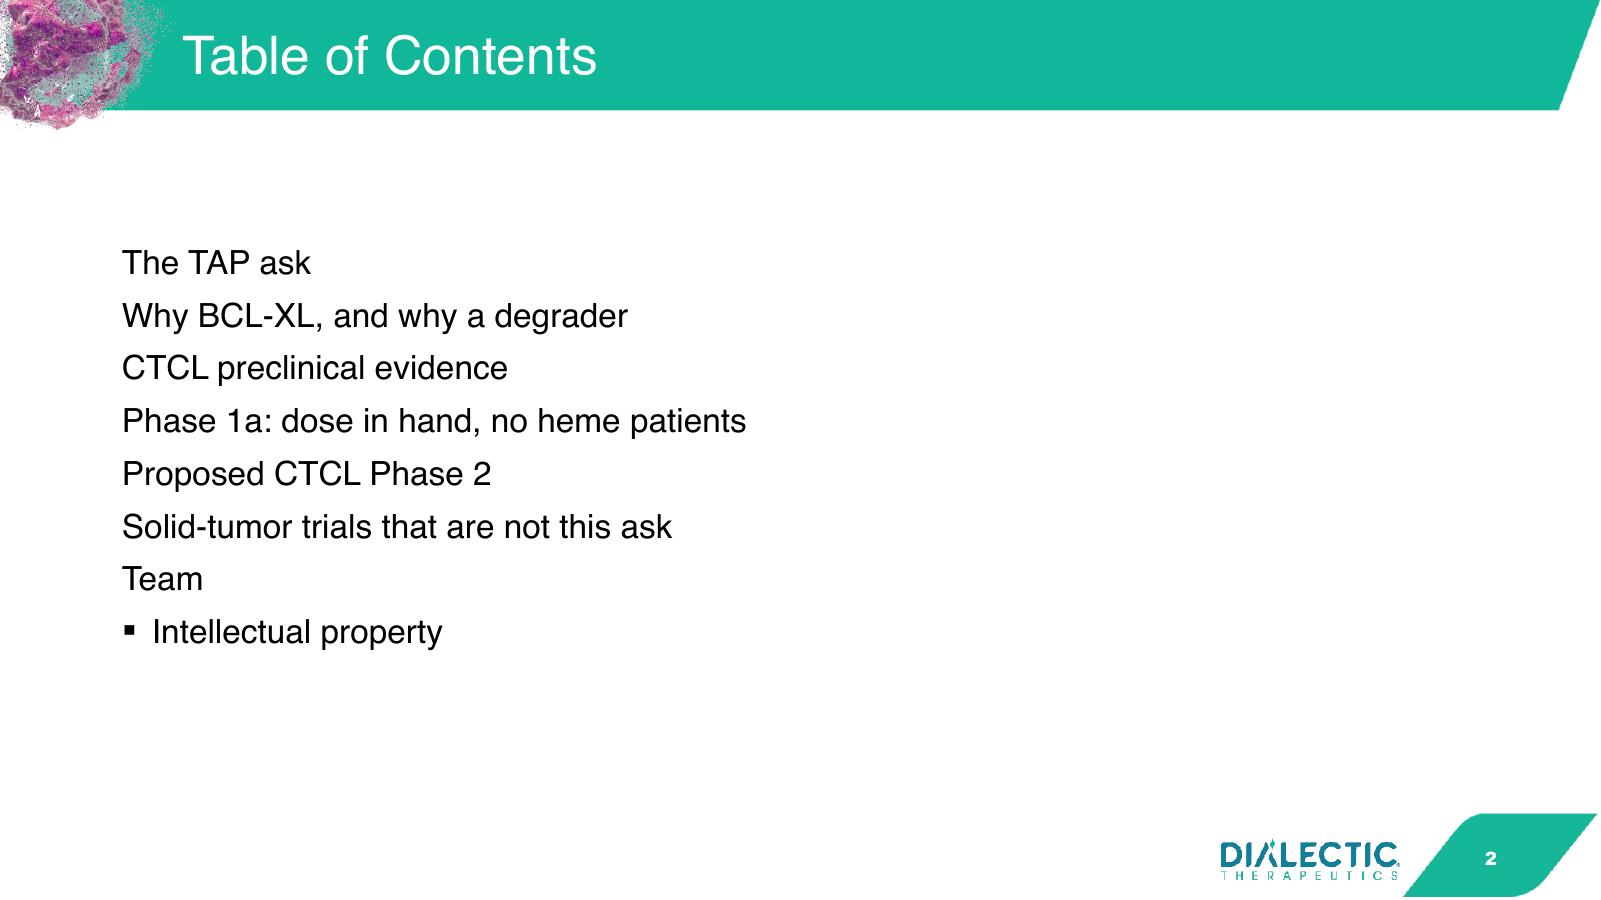 Table of Contents
The TAP ask
Why BCL-XL, and why a degrader
CTCL preclinical evidence
Phase 1a: dose in hand, no heme patients
Proposed CTCL Phase 2
Solid-tumor trials that are not this ask
Team
▪ Intellectual property
DIALECTIC®
THERAPEUTICS
2